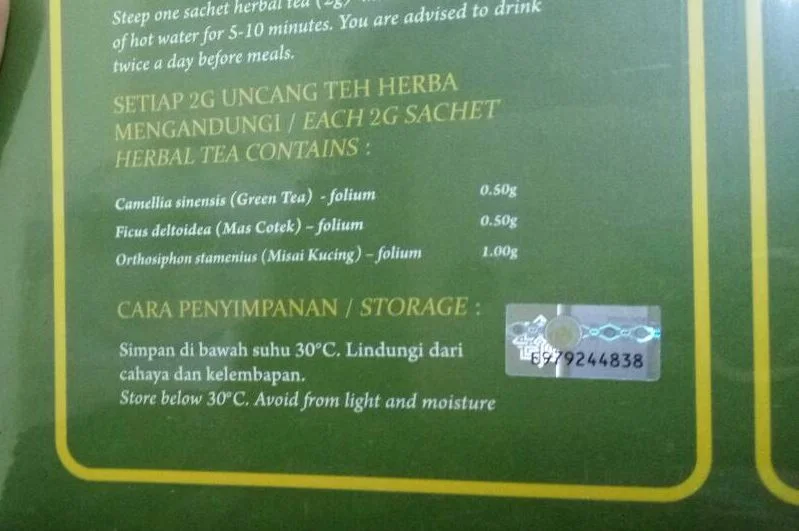 Steep one sachet herbal tea (2g)
of hot water for 5-10 minutes. You are advised to drink
twice a day before meals.
SETIAP 2G UNCANG TEH HERBA
MENGANDUNGI / EACH 2G SACHET
HERBAL TEA CONTAINS :
Camellia sinensis (Green Tea) - folium 0.50g
Ficus deltoidea (Mas Cotek) – folium 0.50g
Orthosiphon stamenius (Misai Kucing) – folium 1.00g
CARA PENYIMPANAN / STORAGE :
Simpan di bawah suhu 30°C. Lindungi dari
cahaya dan kelembapan.
Store below 30°C. Avoid from light and moisture
E979244838